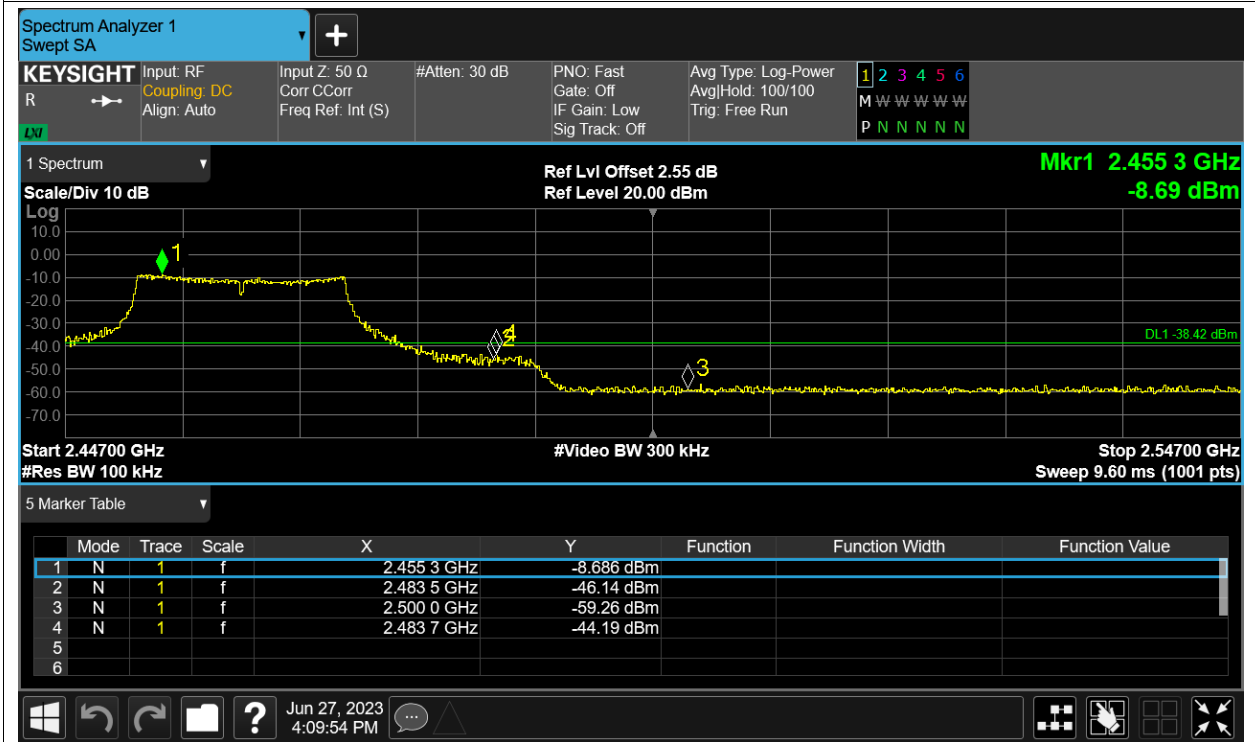 Spectrum Analyzer 1
Swept SA
+
KEYSIGHT Input: RF Input Z: 50 Ω #Atten: 30 dB PNO: Fast Avg Type: Log-Power 1 2 3 4 5 6
R Coupling: DC Corr CCorr Gate: Off Avg|Hold: 100/100 M W W W W W
Align: Auto Freq Ref: Int (S) IF Gain: Low Trig: Free Run
LXI Sig Track: Off P N N N N N
1 Spectrum Ref Lvl Offset 2.55 dB Mkr1 2.455 3 GHz
Scale/Div 10 dB Ref Level 20.00 dBm -8.69 dBm
Log
10.0
0.00 1
-10.0
-20.0
-30.0
-40.0 2 4 DL1 -38.42 dBm
-50.0 3
-60.0
-70.0
Start 2.44700 GHz #Video BW 300 kHz Stop 2.54700 GHz
#Res BW 100 kHz Sweep 9.60 ms (1001 pts)
5 Marker Table
Mode Trace Scale X Y Function Function Width Function Value
1 N 1 f 2.455 3 GHz -8.686 dBm
2 N 1 f 2.483 5 GHz -46.14 dBm
3 N 1 f 2.500 0 GHz -59.26 dBm
4 N 1 f 2.483 7 GHz -44.19 dBm
5
6
? Jun 27, 2023
4:09:54 PM